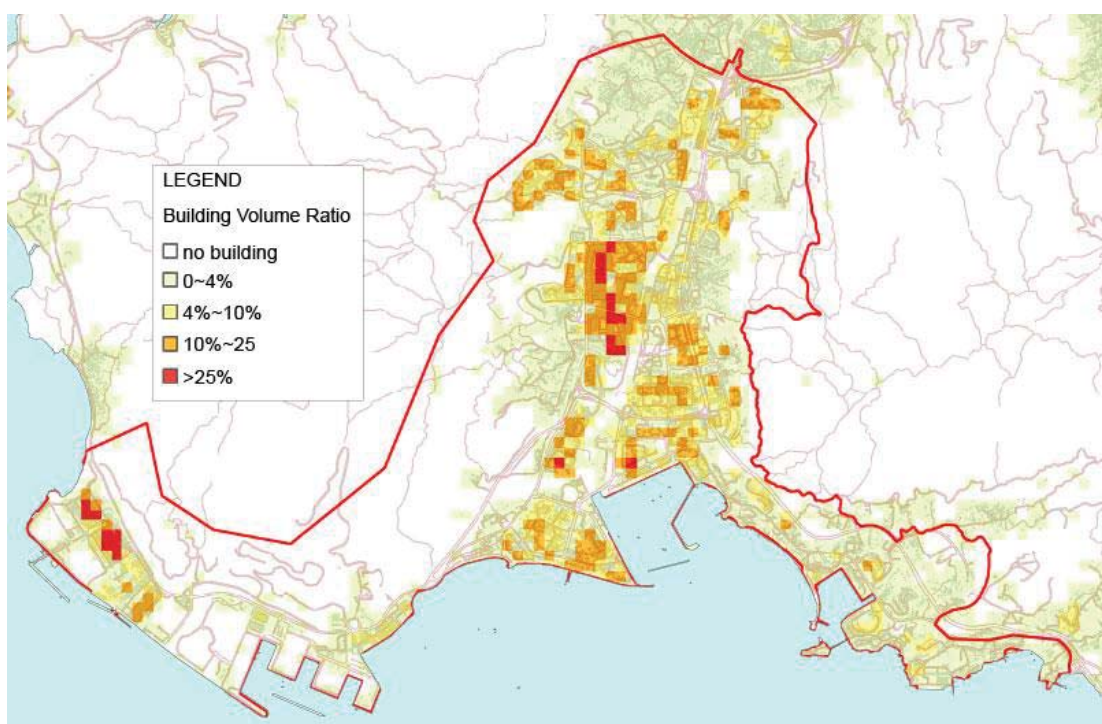 LEGEND
Building Volume Ratio
no building
0~4%
4%~10%
10%~25
>25%